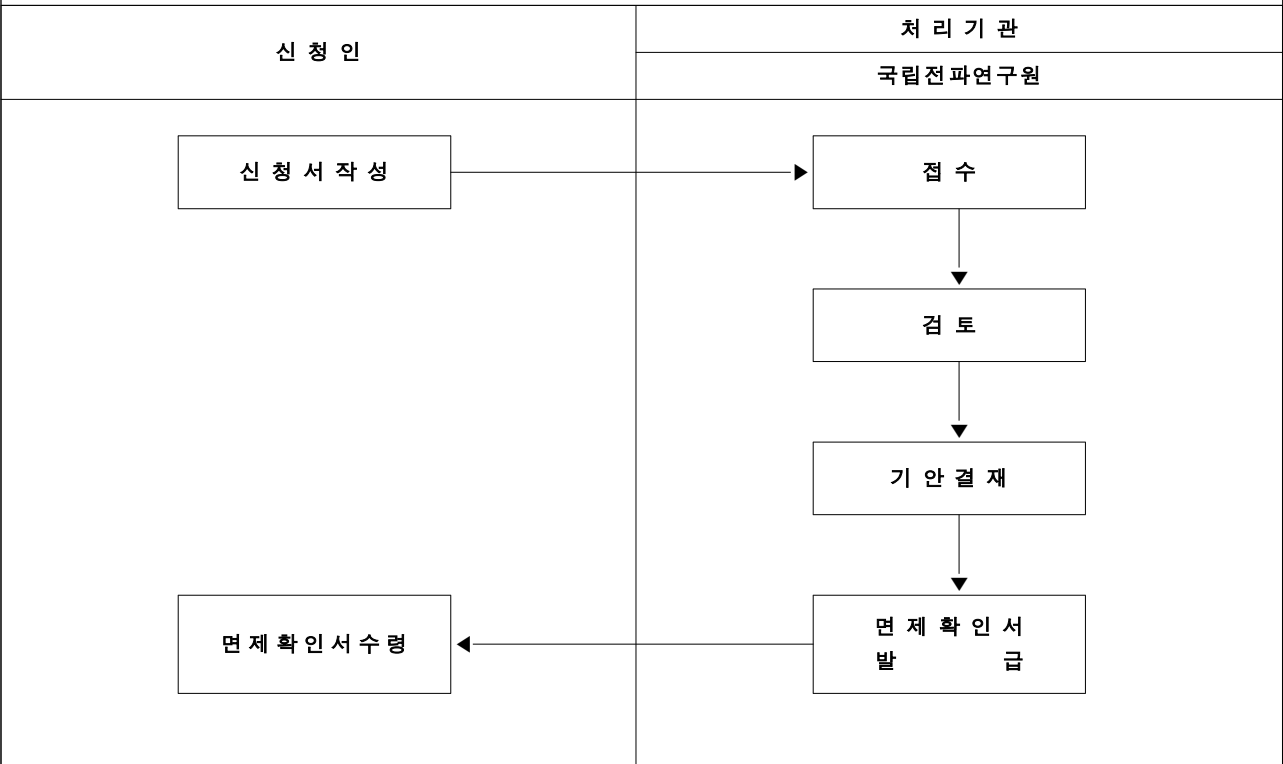 신 청 인
처 리 기 관
국립전파연구원
신 청 서 작 성
접 수
검 토
기 안 결 재
면 제 확 인 서
발 급
면 제 확 인 서 수 령